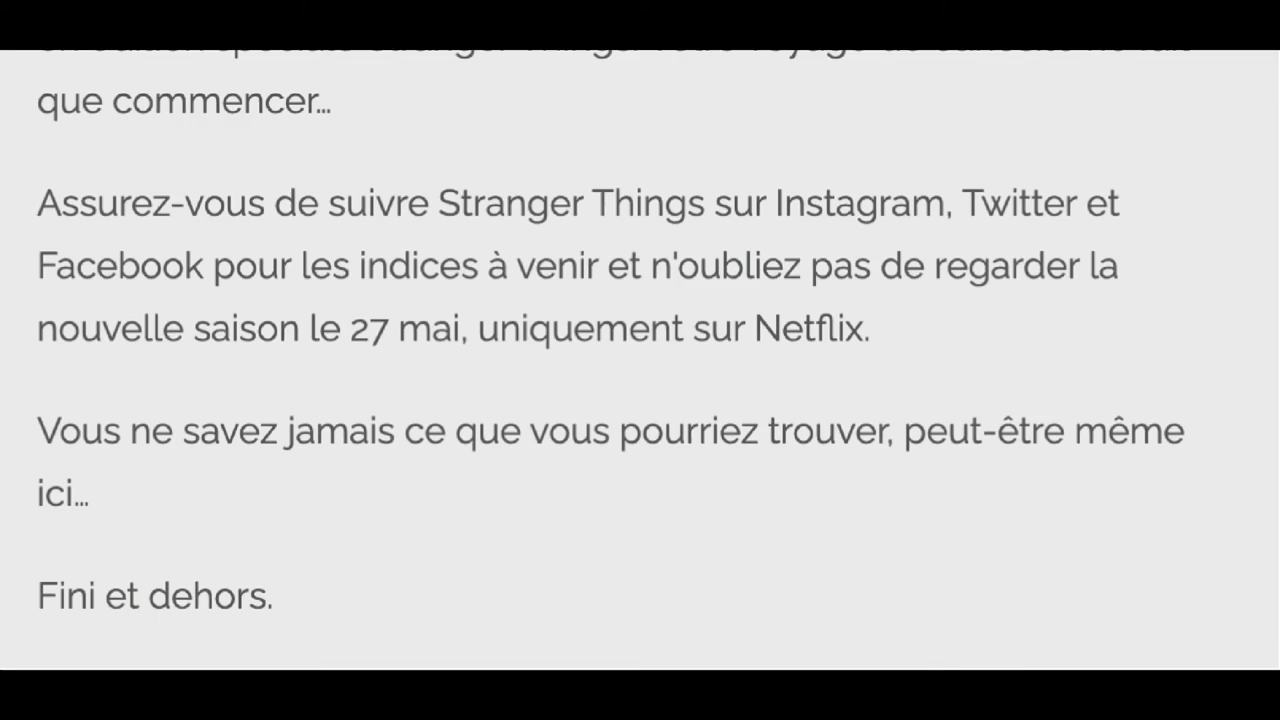 que commencer…
Assurez-vous de suivre Stranger Things sur Instagram, Twitter et
Facebook pour les indices à venir et n'oubliez pas de regarder la
nouvelle saison le 27 mai, uniquement sur Netflix.
Vous ne savez jamais ce que vous pourriez trouver, peut-être même
ici…
Fini et dehors.